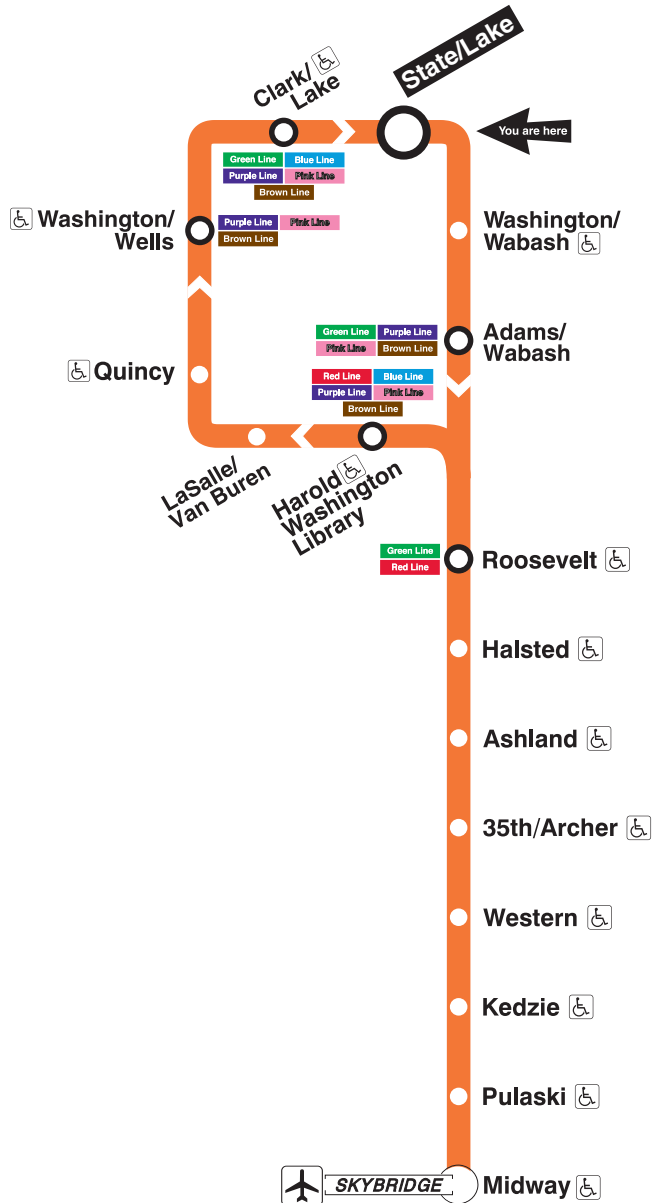 State/Lake
Clark/
Lake
You are here
Green Line Blue Line
Purple Line Pink Line
Brown Line
Washington/
Wells
Purple Line Pink Line
Brown Line
Washington/
Wabash
Green Line Purple Line
Pink Line Brown Line
Adams/
Wabash
Quincy
Red Line Blue Line
Purple Line Pink Line
Brown Line
LaSalle/
Van Buren
Harold
Washington
Library
Green Line
Red Line
Roosevelt
Halsted
Ashland
35th/Archer
Western
Kedzie
Pulaski
SKYBRIDGE
Midway